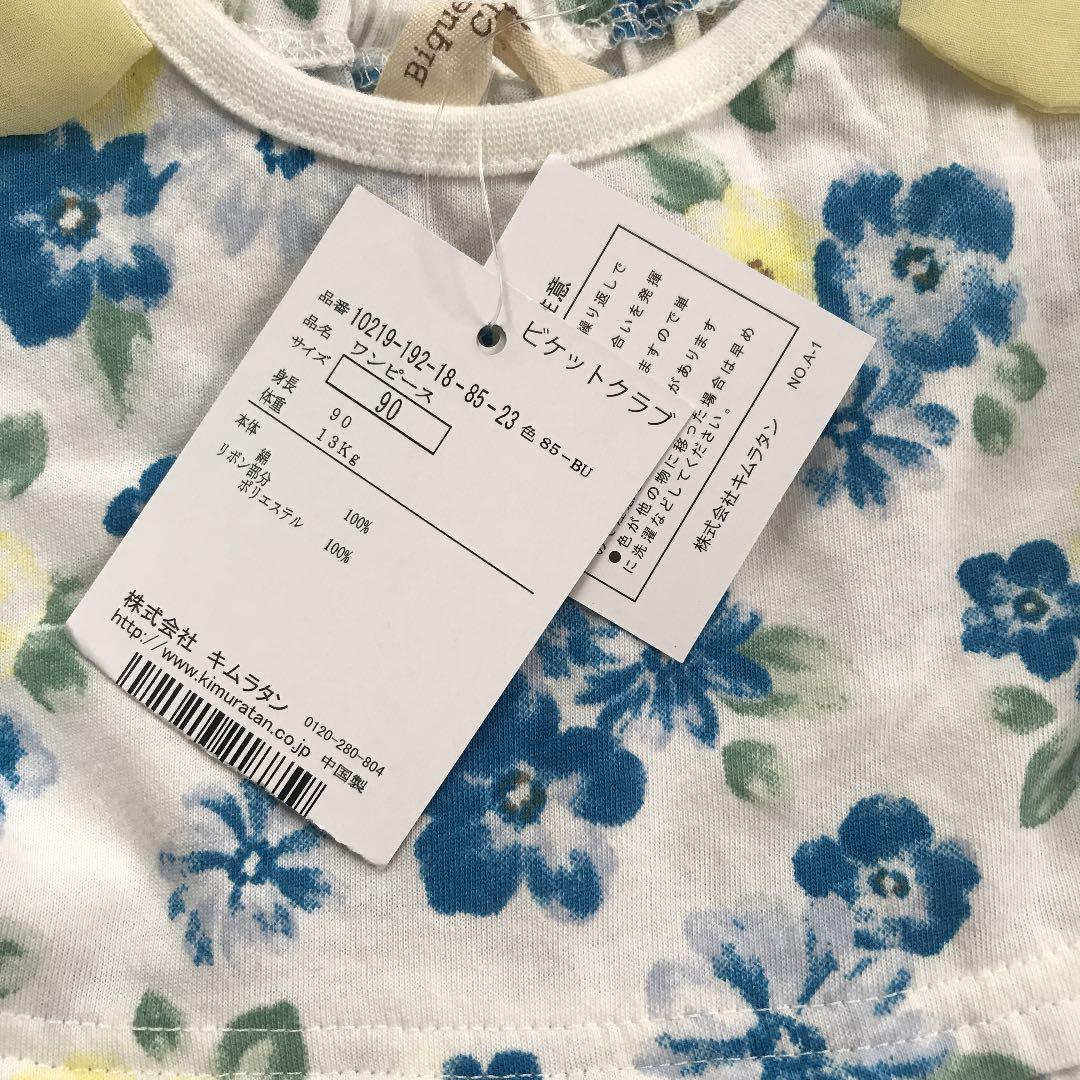 Bique
Cl
ビケットクラブ
品番 10219-192-18-85-23 色 85-BU
品名 ワンピース
サイズ 90
身長 90
体重 13Kg
本体 綿 100%
リボン部分
ポリエステル 100%
株式会社 キムラタン
http://www.kimuratan.co.jp
0120-280-804
中国製
意
繰り返しで
合いを発揮
ますので単
があります
●色が他の物に移った場合は早め
に洗濯などしてください。
株式会社キムラタン
NO.A-1